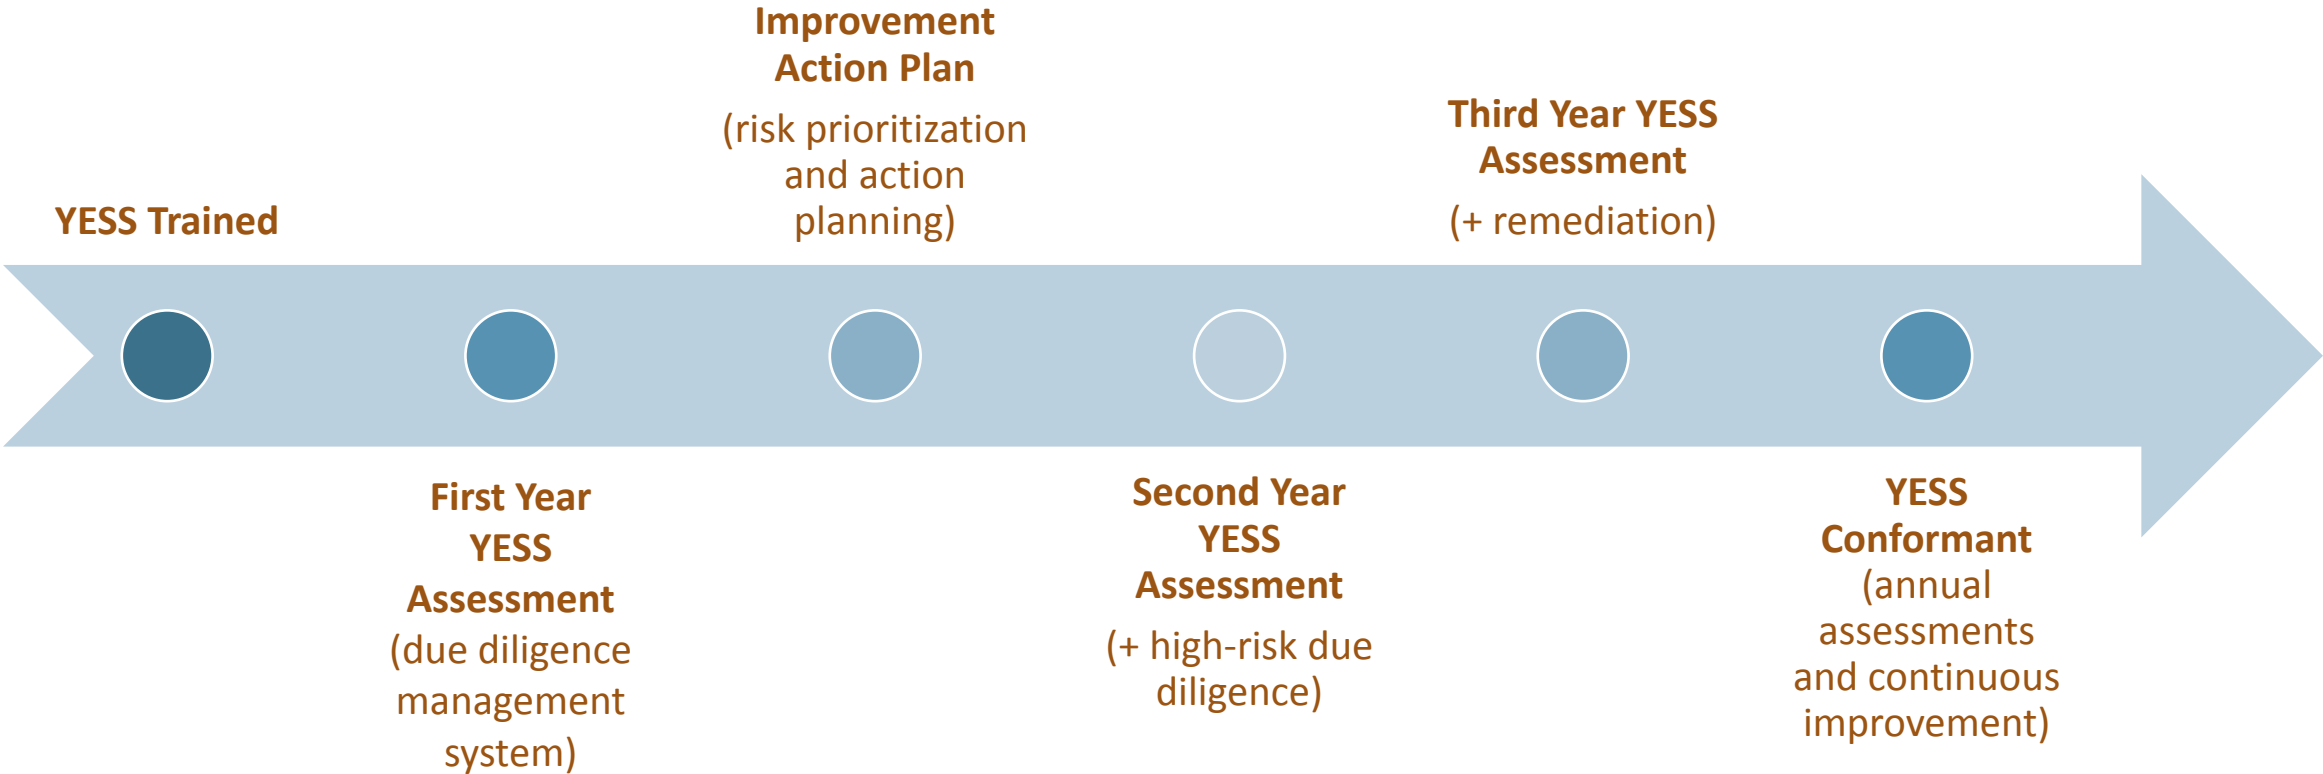 YESS Trained
First Year
YESS
Assessment
(due diligence
management
system)
Improvement
Action Plan
(risk prioritization
and action
planning)
Second Year
YESS
Assessment
(+ high-risk due
diligence)
Third Year YESS
Assessment
(+ remediation)
YESS
Conformant
(annual
assessments
and continuous
improvement)